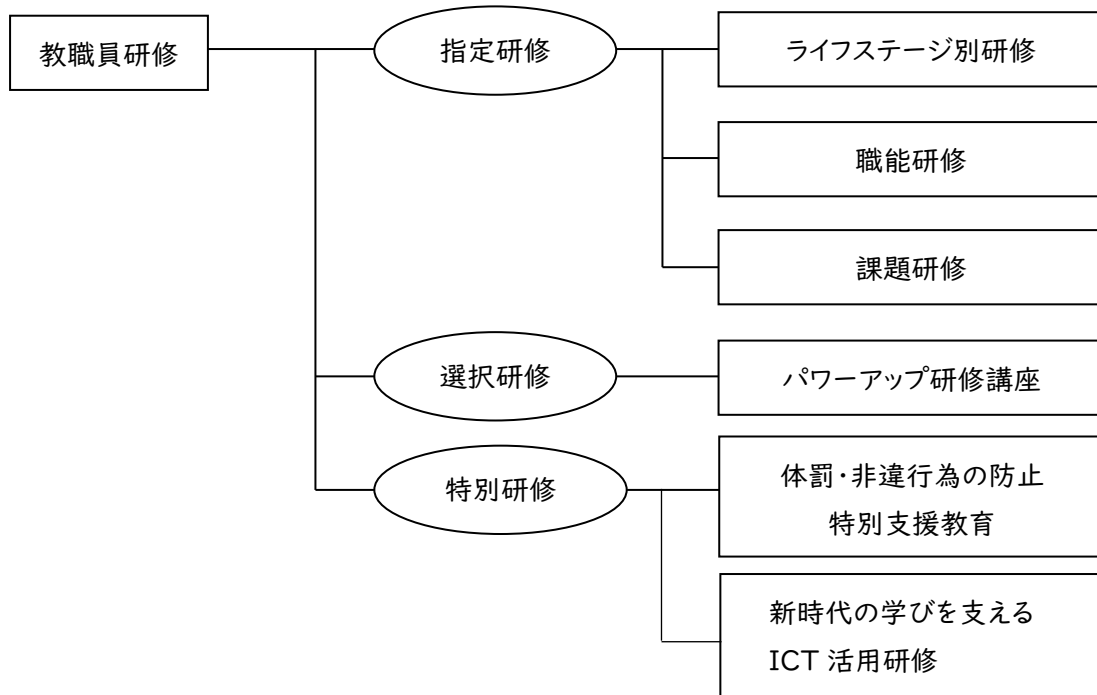 教職員研修
指定研修
ライフステージ別研修
職能研修
課題研修
選択研修
パワーアップ研修講座
特別研修
体罰・非違行為の防止
特別支援教育
新時代の学びを支える
ICT 活用研修